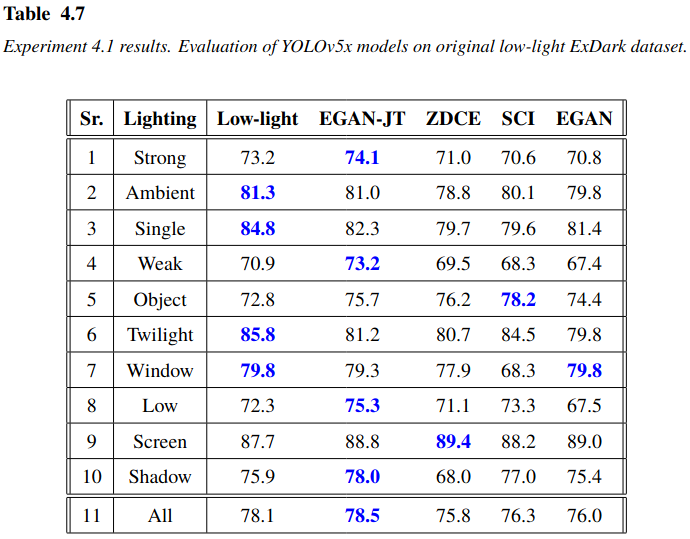 Table 4.7
Experiment 4.1 results. Evaluation of YOLOv5x models on original low-light ExDark dataset.
Sr. Lighting Low-light EGAN-JT ZDCE SCI EGAN
1 Strong 73.2 74.1 71.0 70.6 70.8
2 Ambient 81.3 81.0 78.8 80.1 79.8
3 Single 84.8 82.3 79.7 79.6 81.4
4 Weak 70.9 73.2 69.5 68.3 67.4
5 Object 72.8 75.7 76.2 78.2 74.4
6 Twilight 85.8 81.2 80.7 84.5 79.8
7 Window 79.8 79.3 77.9 68.3 79.8
8 Low 72.3 75.3 71.1 73.3 67.5
9 Screen 87.7 88.8 89.4 88.2 89.0
10 Shadow 75.9 78.0 68.0 77.0 75.4
11 All 78.1 78.5 75.8 76.3 76.0